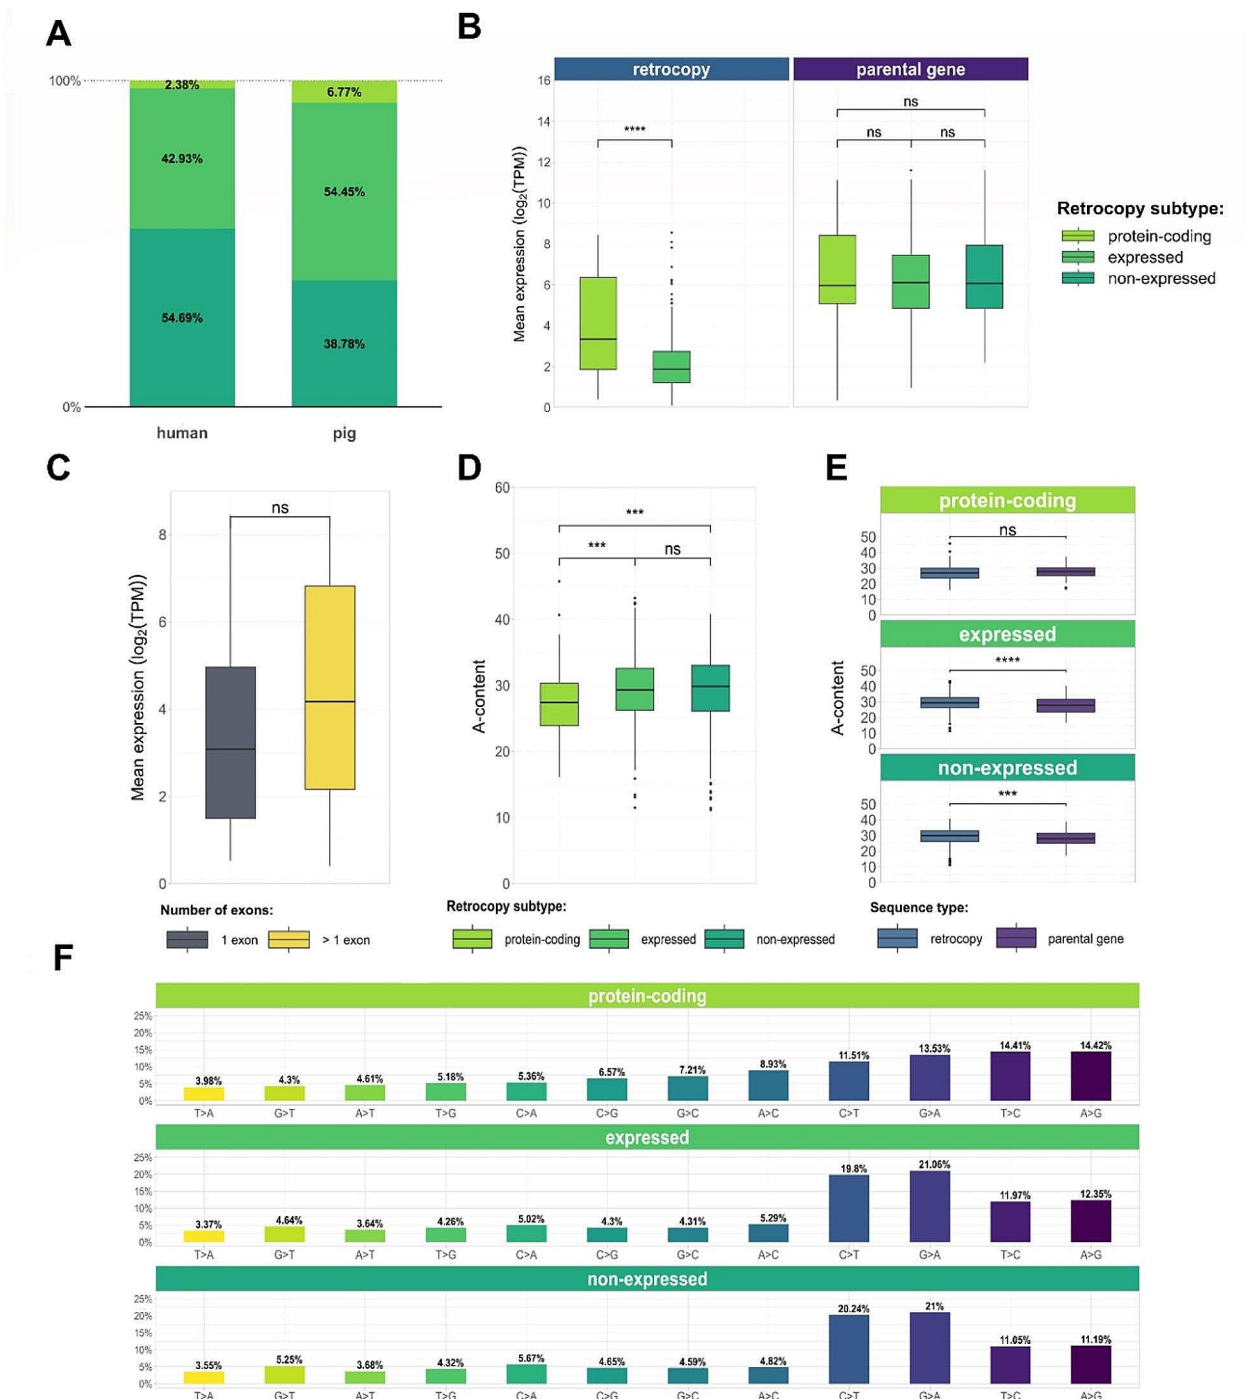 A
100%
2.38%
6.77%
42.93%
54.45%
54.69%
38.78%
0%
human pig
B
retrocopy parental gene
Mean expression (log2(TPM))
16
14
12
10
8
6
4
2
0
****
ns
ns ns
Retrocopy subtype:
protein-coding
expressed
non-expressed
C
Mean expression (log2(TPM))
8
6
4
2
0
ns
Number of exons:
1 exon > 1 exon
D
A-content
60
50
40
30
20
10
0
***
*** ns
Retrocopy subtype:
protein-coding expressed non-expressed
E
A-content
protein-coding
50
40
30
20
10
0
ns
expressed
50
40
30
20
10
0
****
non-expressed
50
40
30
20
10
0
***
Sequence type:
retrocopy parental gene
F
protein-coding
25%
20%
15%
10%
5%
0%
3.98% 4.3% 4.61% 5.18% 5.36% 6.57% 7.21% 8.93% 11.51% 13.53% 14.41% 14.42%
T>A G>T A>T T>G C>A C>G G>C A>C C>T G>A T>C A>G
expressed
25%
20%
15%
10%
5%
0%
3.37% 4.64% 3.64% 4.26% 5.02% 4.3% 4.31% 5.29% 19.8% 21.06% 11.97% 12.35%
T>A G>T A>T T>G C>A C>G G>C A>C C>T G>A T>C A>G
non-expressed
25%
20%
15%
10%
5%
0%
3.55% 5.25% 3.68% 4.32% 5.67% 4.65% 4.59% 4.82% 20.24% 21% 11.05% 11.19%
T>A G>T A>T T>G C>A C>G G>C A>C C>T G>A T>C A>G